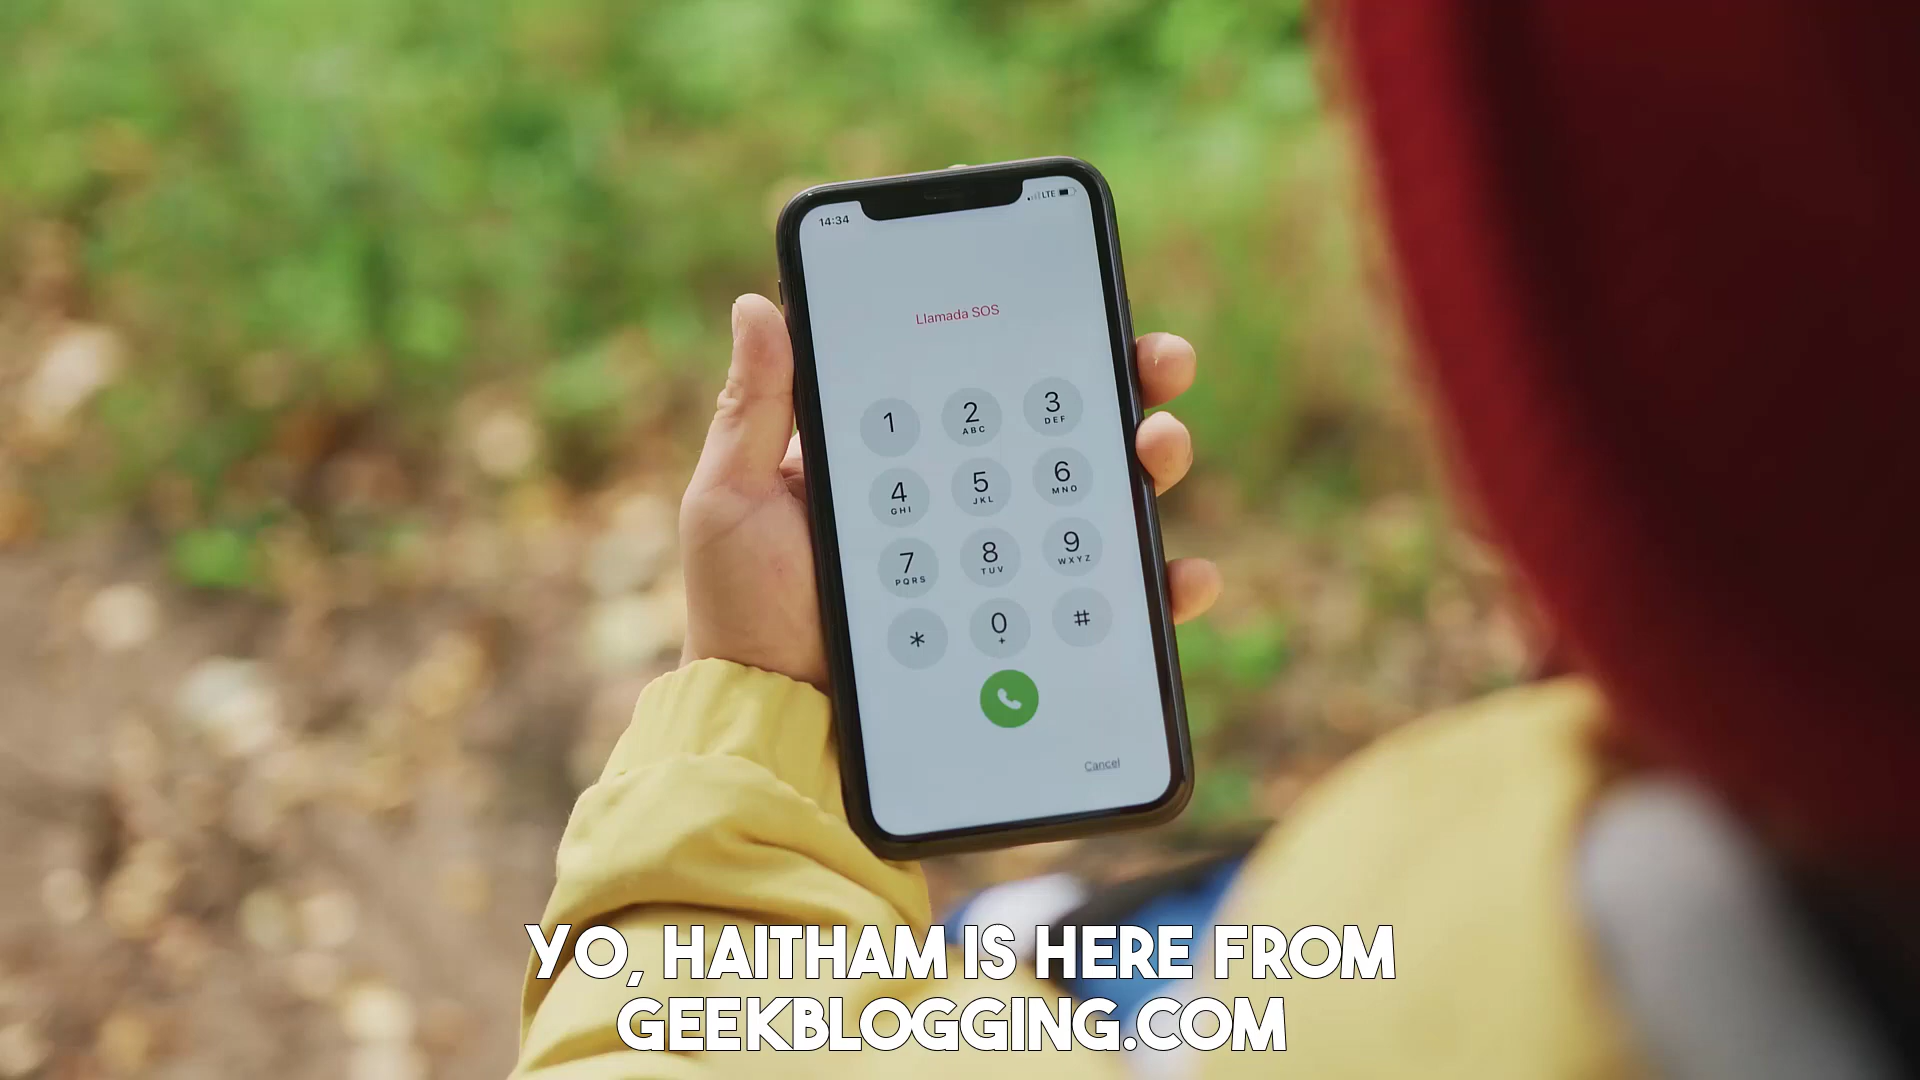 14:34
LTE
Llamada SOS
1
2
ABC
3
DEF
4
GHI
5
JKL
6
MNO
7
PQRS
8
TUV
9
WXYZ
*
0
+
#
Cancel
YO, HAITHAM IS HERE FROM
GEEKBLOGGING.COM